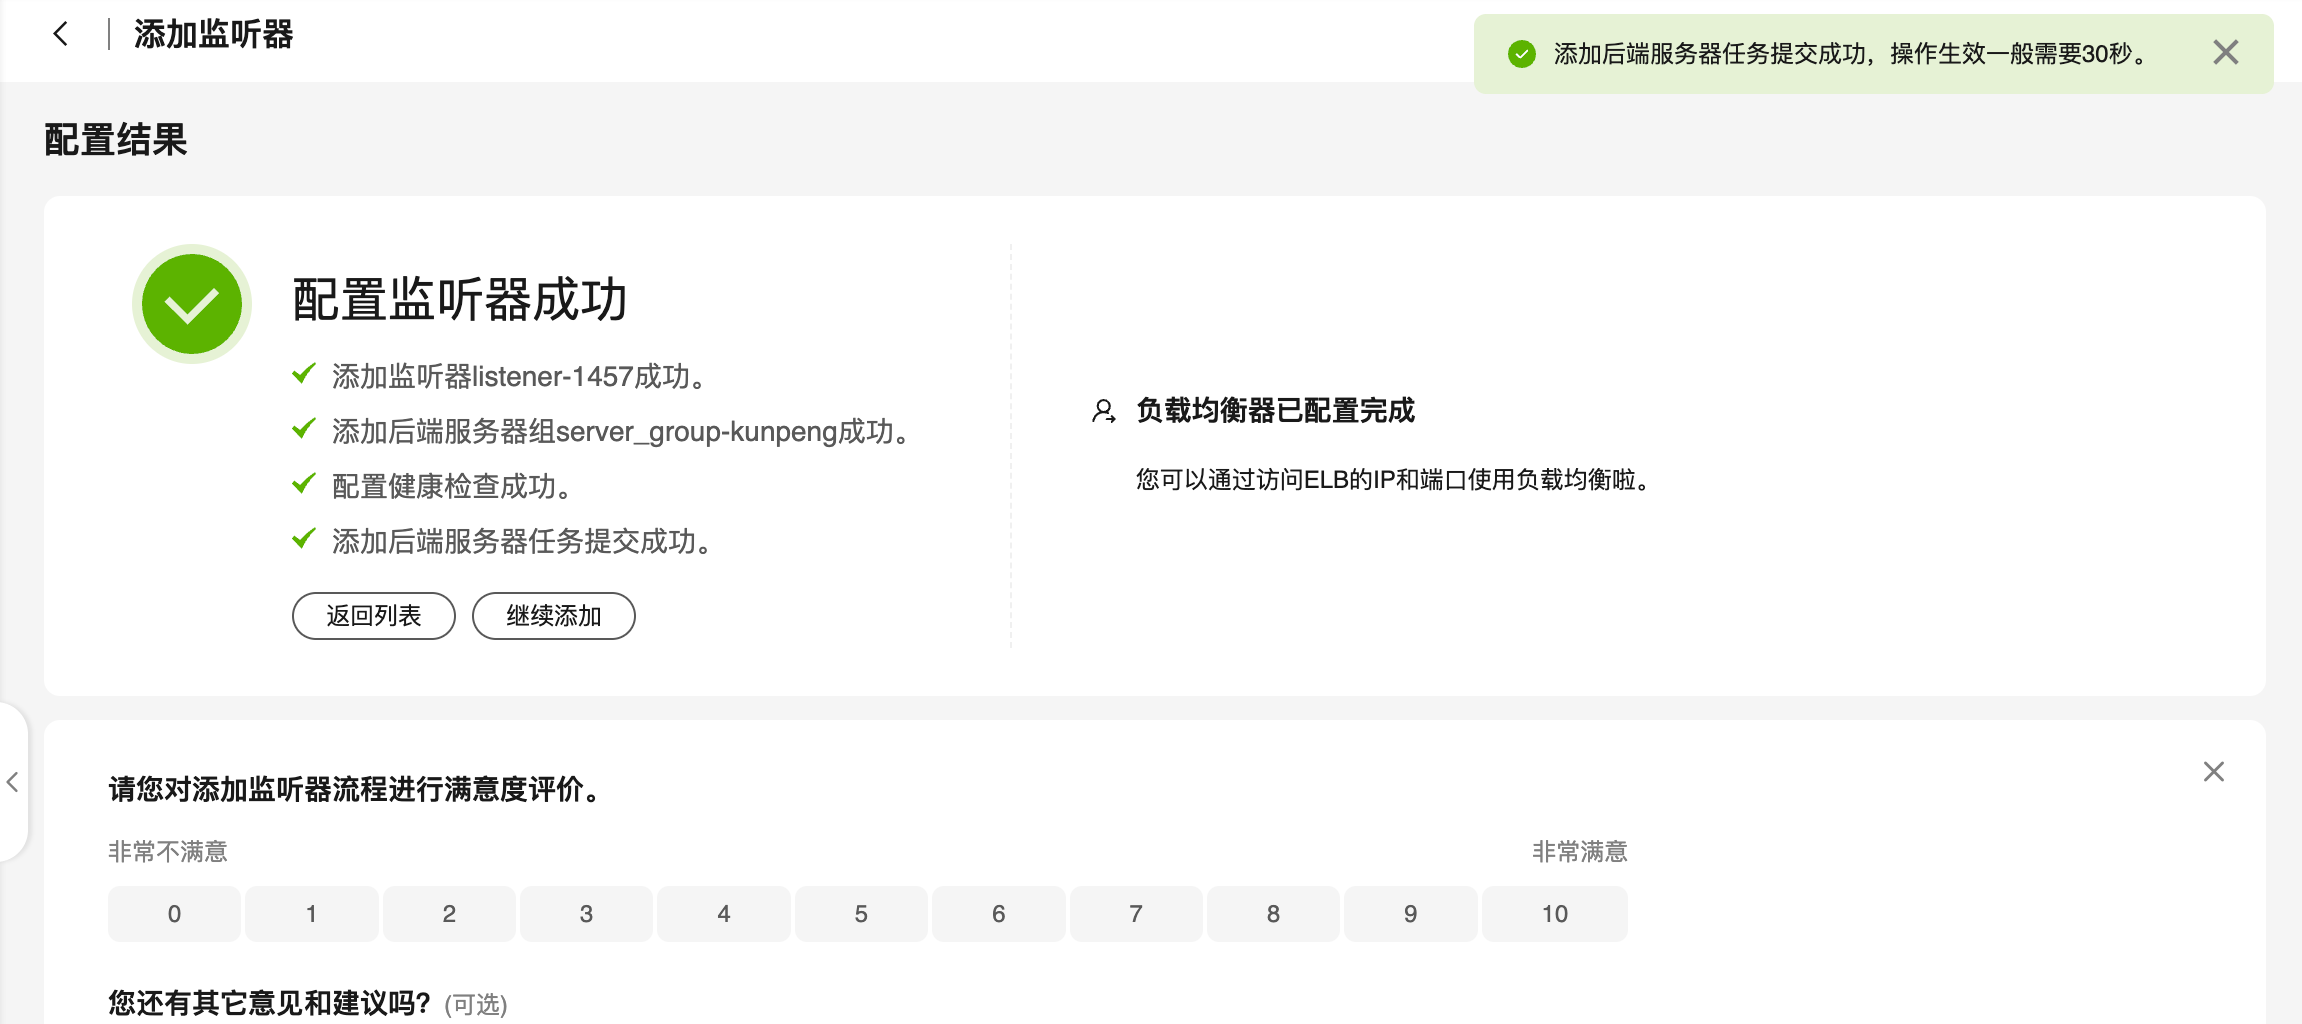 添加监听器
添加后端服务器任务提交成功，操作生效一般需要30秒。
配置结果
配置监听器成功
添加监听器listener-1457成功。
添加后端服务器组server_group-kunpeng成功。
配置健康检查成功。
添加后端服务器任务提交成功。
返回列表
继续添加
负载均衡器已配置完成
您可以通过访问ELB的IP和端口使用负载均衡啦。
请您对添加监听器流程进行满意度评价。
非常不满意 非常满意
0 1 2 3 4 5 6 7 8 9 10
您还有其它意见和建议吗? (可选)